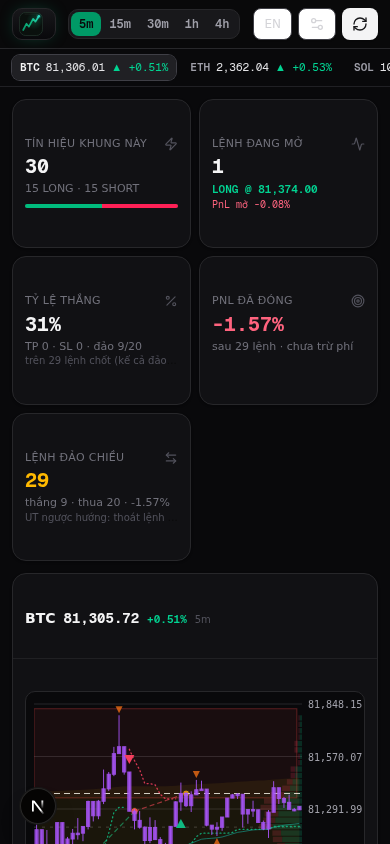 5m 15m 30m 1h 4h EN
BTC 81,306.01 ▲ +0.51% ETH 2,362.04 ▲ +0.53% SOL
TÍN HIỆU KHUNG NÀY
30
15 LONG · 15 SHORT
LỆNH ĐANG MỞ
1
LONG @ 81,374.00
PnL mở -0.08%
TỶ LỆ THẮNG
31%
TP 0 · SL 0 · đảo 9/20
trên 29 lệnh chốt (kể cả đảo
PNL ĐÃ ĐÓNG
-1.57%
sau 29 lệnh · chưa trừ phí
LỆNH ĐẢO CHIỀU
29
thắng 9 · thua 20 · -1.57%
UT ngược hướng: thoát lệnh
BTC 81,305.72 +0.51% 5m
81,848.15
81,570.07
81,291.99
N